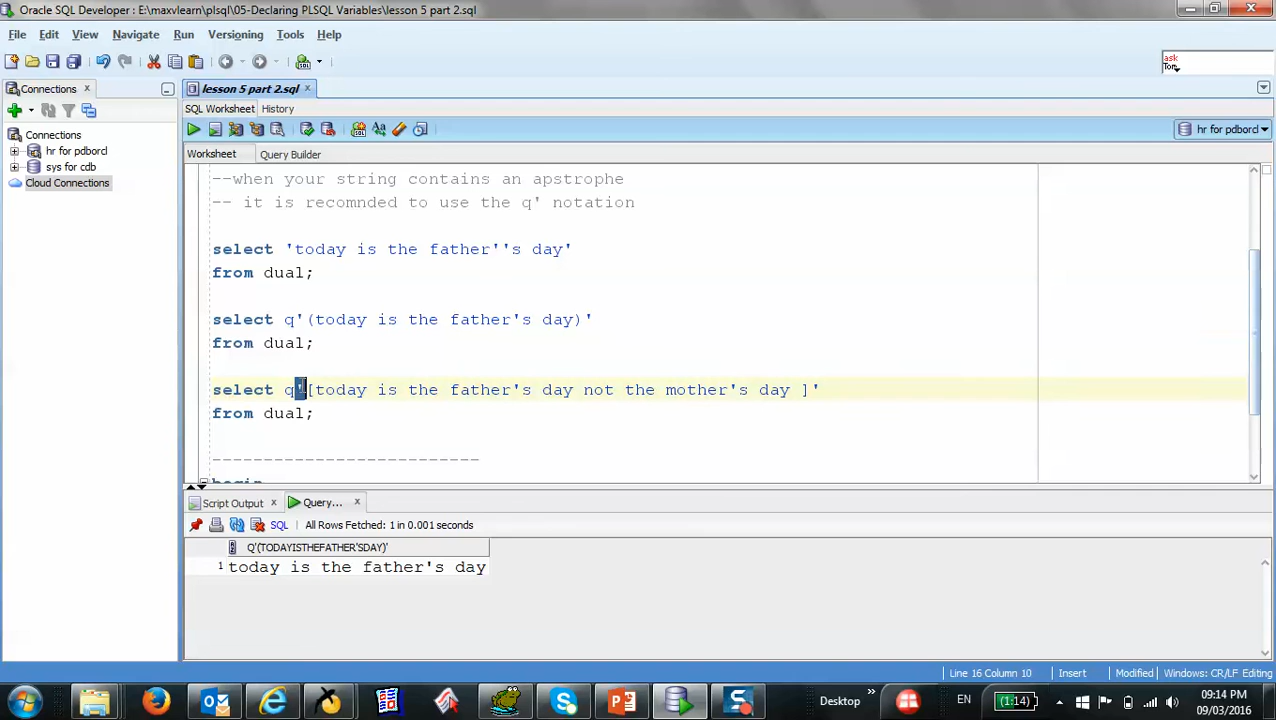 Oracle SQL Developer : E:\maxvlearn\plsql\05-Declaring PLSQL Variables\lesson 5 part 2.sql
File Edit View Navigate Run Versioning Tools Help
ask
Tom
Connections
lesson 5 part 2.sql
SQL Worksheet History
hr for pdbord
Connections
hr for pdbord
sys for cdb
Cloud Connections
Worksheet Query Builder
--when your string contains an apstrophe
-- it is recomnded to use the q' notation
select 'today is the father''s day'
from dual;
select q'(today is the father's day)'
from dual;
select q'[today is the father's day not the mother's day ]'
from dual;
--------------------------
begin
Script Output Query...
SQL All Rows Fetched: 1 in 0.001 seconds
Q'(TODAYISTHEFATHER'SDAY)'
1 today is the father's day
Line 16 Column 10 Insert Modified Windows: CR/LF Editing
Desktop EN (1:14) 09:14 PM
09/03/2016